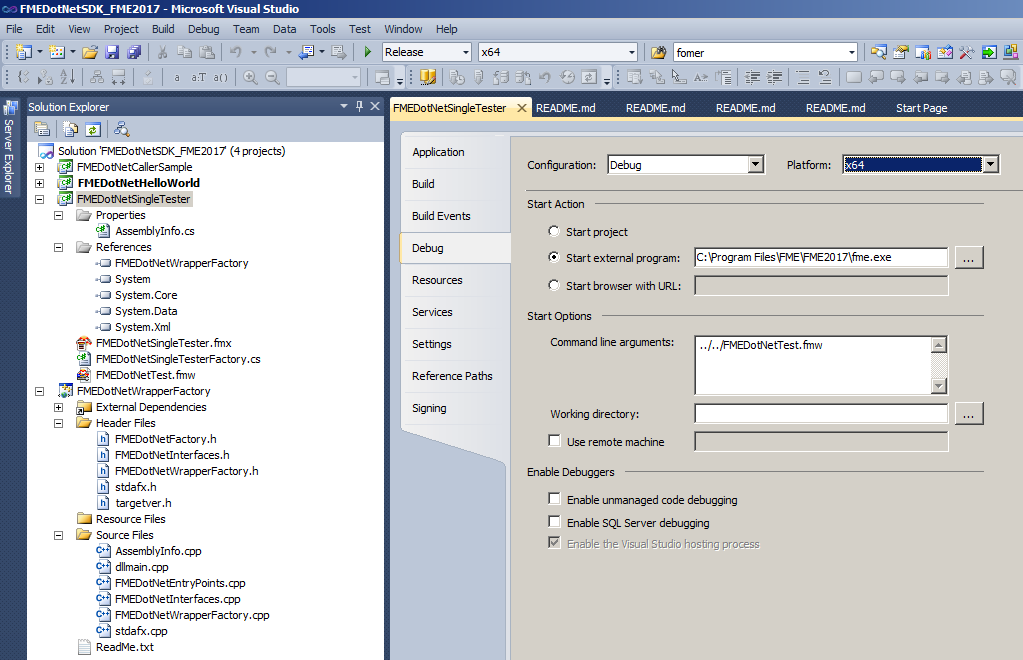 FMEDotNetSDK_FME2017 - Microsoft Visual Studio
File Edit View Project Build Debug Team Data Tools Test Window Help
Release x64 fomer
Server Explorer
Solution Explorer
Solution 'FMEDotNetSDK_FME2017' (4 projects)
FMEDotNetCallerSample
FMEDotNetHelloWorld
FMEDotNetSingleTester
Properties
AssemblyInfo.cs
References
FMEDotNetWrapperFactory
System
System.Core
System.Data
System.Xml
FMEDotNetSingleTester.fmx
FMEDotNetSingleTesterFactory.cs
FMEDotNetTest.fmw
FMEDotNetWrapperFactory
External Dependencies
Header Files
FMEDotNetFactory.h
FMEDotNetInterfaces.h
FMEDotNetWrapperFactory.h
stdafx.h
targetver.h
Resource Files
Source Files
AssemblyInfo.cpp
dllmain.cpp
FMEDotNetEntryPoints.cpp
FMEDotNetInterfaces.cpp
FMEDotNetWrapperFactory.cpp
stdafx.cpp
ReadMe.txt
FMEDotNetSingleTester README.md README.md README.md README.md Start Page
Application
Build
Build Events
Debug
Resources
Services
Settings
Reference Paths
Signing
Configuration: Debug Platform: x64
Start Action
Start project
Start external program: C:\Program Files\FME\FME2017\fme.exe ...
Start browser with URL:
Start Options
Command line arguments: ../../FMEDotNetTest.fmw
Working directory: ...
Use remote machine
Enable Debuggers
Enable unmanaged code debugging
Enable SQL Server debugging
Enable the Visual Studio hosting process